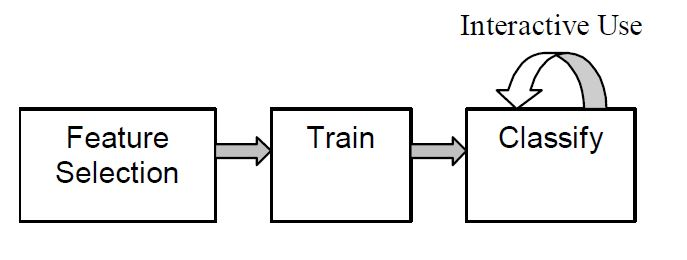 Interactive Use
Feature
Selection
Train
Classify